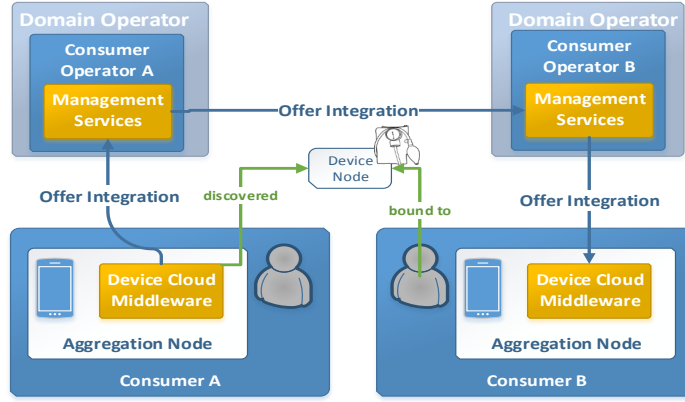 Domain Operator
Consumer
Operator A
Management
Services
Domain Operator
Consumer
Operator B
Management
Services
Offer Integration
Device
Node
Offer Integration
discovered
bound to
Offer Integration
Device Cloud
Middleware
Aggregation Node
Consumer A
Device Cloud
Middleware
Aggregation Node
Consumer B